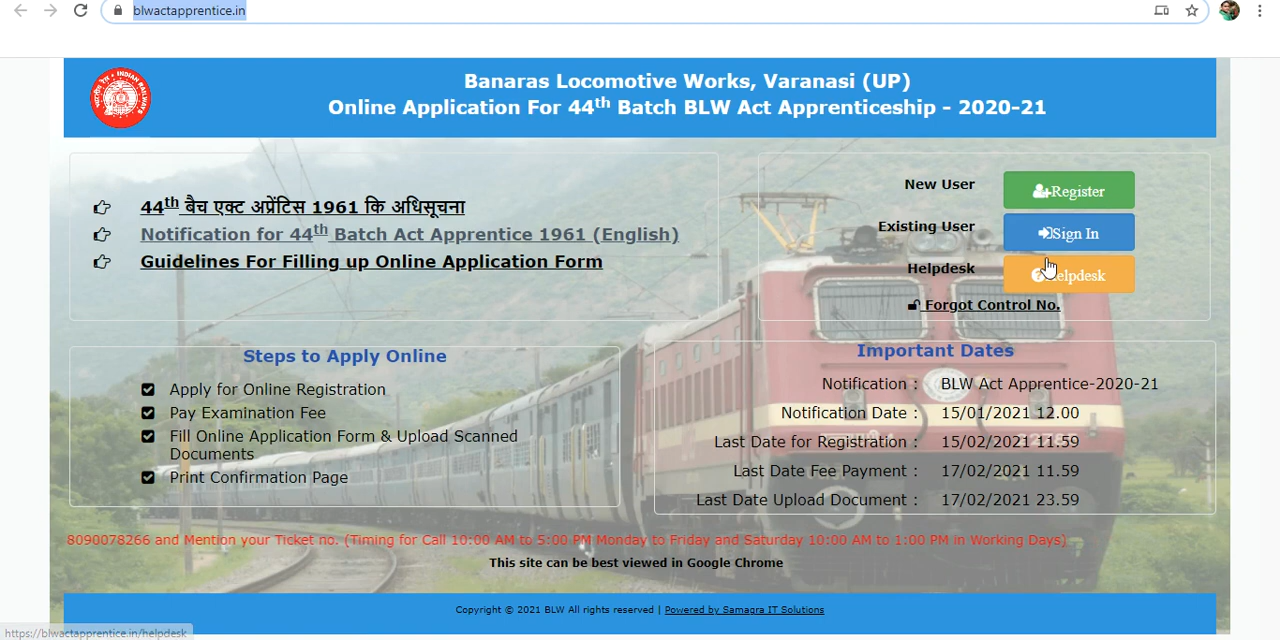 blwactapprentice.in
Banaras Locomotive Works, Varanasi (UP)
Online Application For 44th Batch BLW Act Apprenticeship - 2020-21
44th बैच एक्ट अप्रेंटिस 1961 कि अधिसूचना
Notification for 44th Batch Act Apprentice 1961 (English)
Guidelines For Filling up Online Application Form
New User Register
Existing User Sign In
Helpdesk Helpdesk
Forgot Control No.
Steps to Apply Online
Apply for Online Registration
Pay Examination Fee
Fill Online Application Form & Upload Scanned
Documents
Print Confirmation Page
Important Dates
Notification : BLW Act Apprentice-2020-21
Notification Date : 15/01/2021 12.00
Last Date for Registration : 15/02/2021 11.59
Last Date Fee Payment : 17/02/2021 11.59
Last Date Upload Document : 17/02/2021 23.59
8090078266 and Mention your Ticket no. (Timing for Call 10:00 AM to 5:00 PM Monday to Friday and Saturday 10:00 AM to 1:00 PM in Working Days)
This site can be best viewed in Google Chrome
Copyright © 2021 BLW All rights reserved | Powered by Samagra IT Solutions
https://blwactapprentice.in/helpdesk